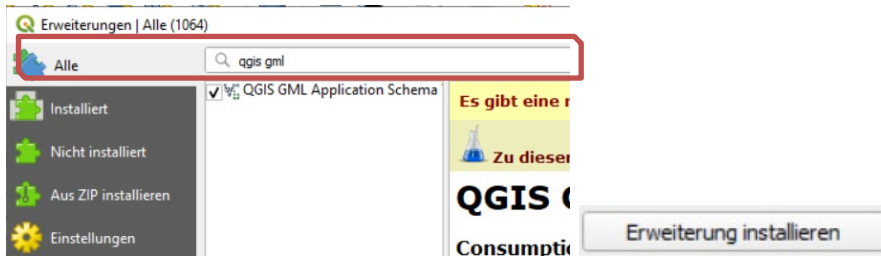 Erweiterungen | Alle (1064)
Alle
qgis gml
Installiert
QGIS GML Application Schema
Es gibt eine
Nicht installiert
Zu dieser
Aus ZIP installieren
QGIS
Einstellungen
Erweiterung installieren